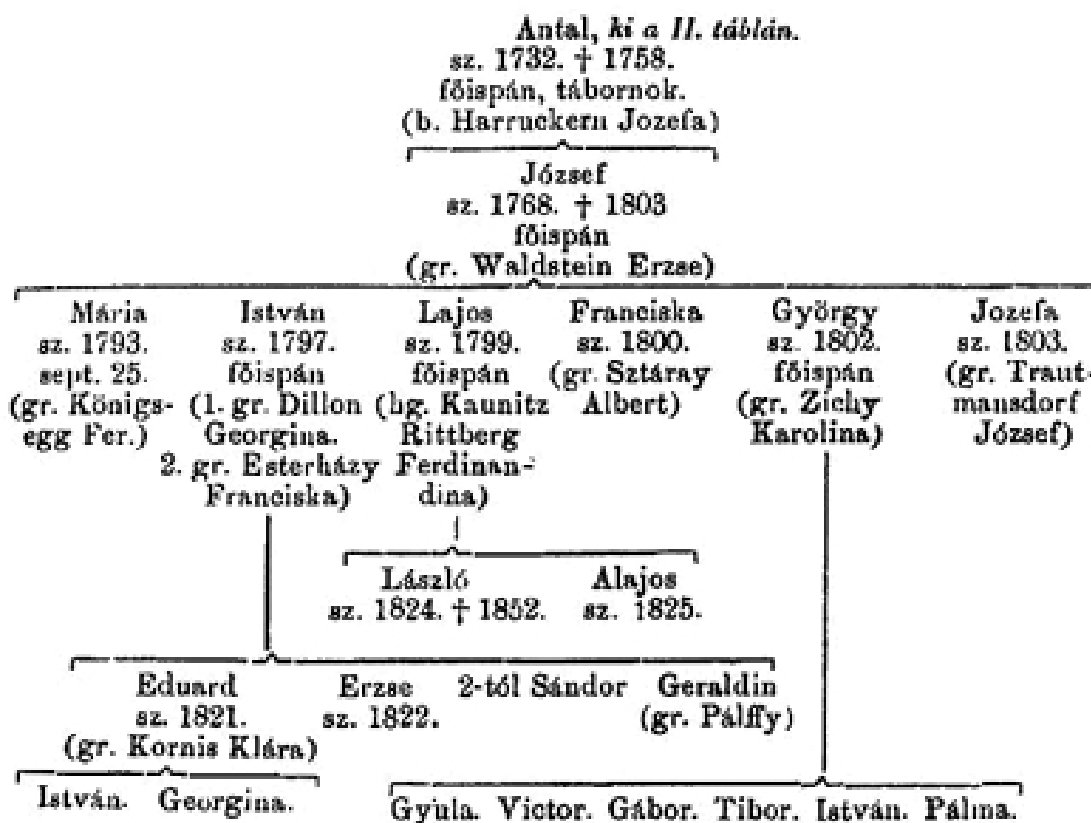 Antal, ki a II. táblán.
sz. 1732. † 1758.
főispán, tábornok.
(b. Harruckern Jozefa)
József
sz. 1768. † 1803
főispán
(gr. Waldstein Erzse)
Mária
sz. 1793.
sept. 25.
(gr. Königs-
egg Fer.)
István
sz. 1797.
főispán
(1. gr. Dillon
Georgina.
2. gr. Esterházy
Franciska)
Lajos
sz. 1799.
főispán
(hg. Kaunitz
Rittberg
Ferdinan-
dina)
Franciska
sz. 1800.
(gr. Sztáray
Albert)
György
sz. 1802.
főispán
(gr. Zichy
Karolina)
Jozefa
sz. 1803.
(gr. Traut-
mansdorf
József)
László
sz. 1824. † 1852.
Alajos
sz. 1825.
Eduard
sz. 1821.
(gr. Kornis Klára)
Erzse
sz. 1822.
2-tól Sándor
Geraldin
(gr. Pálffy)
István. Georgina.
Gyula. Victor. Gábor. Tibor. István. Pálma.